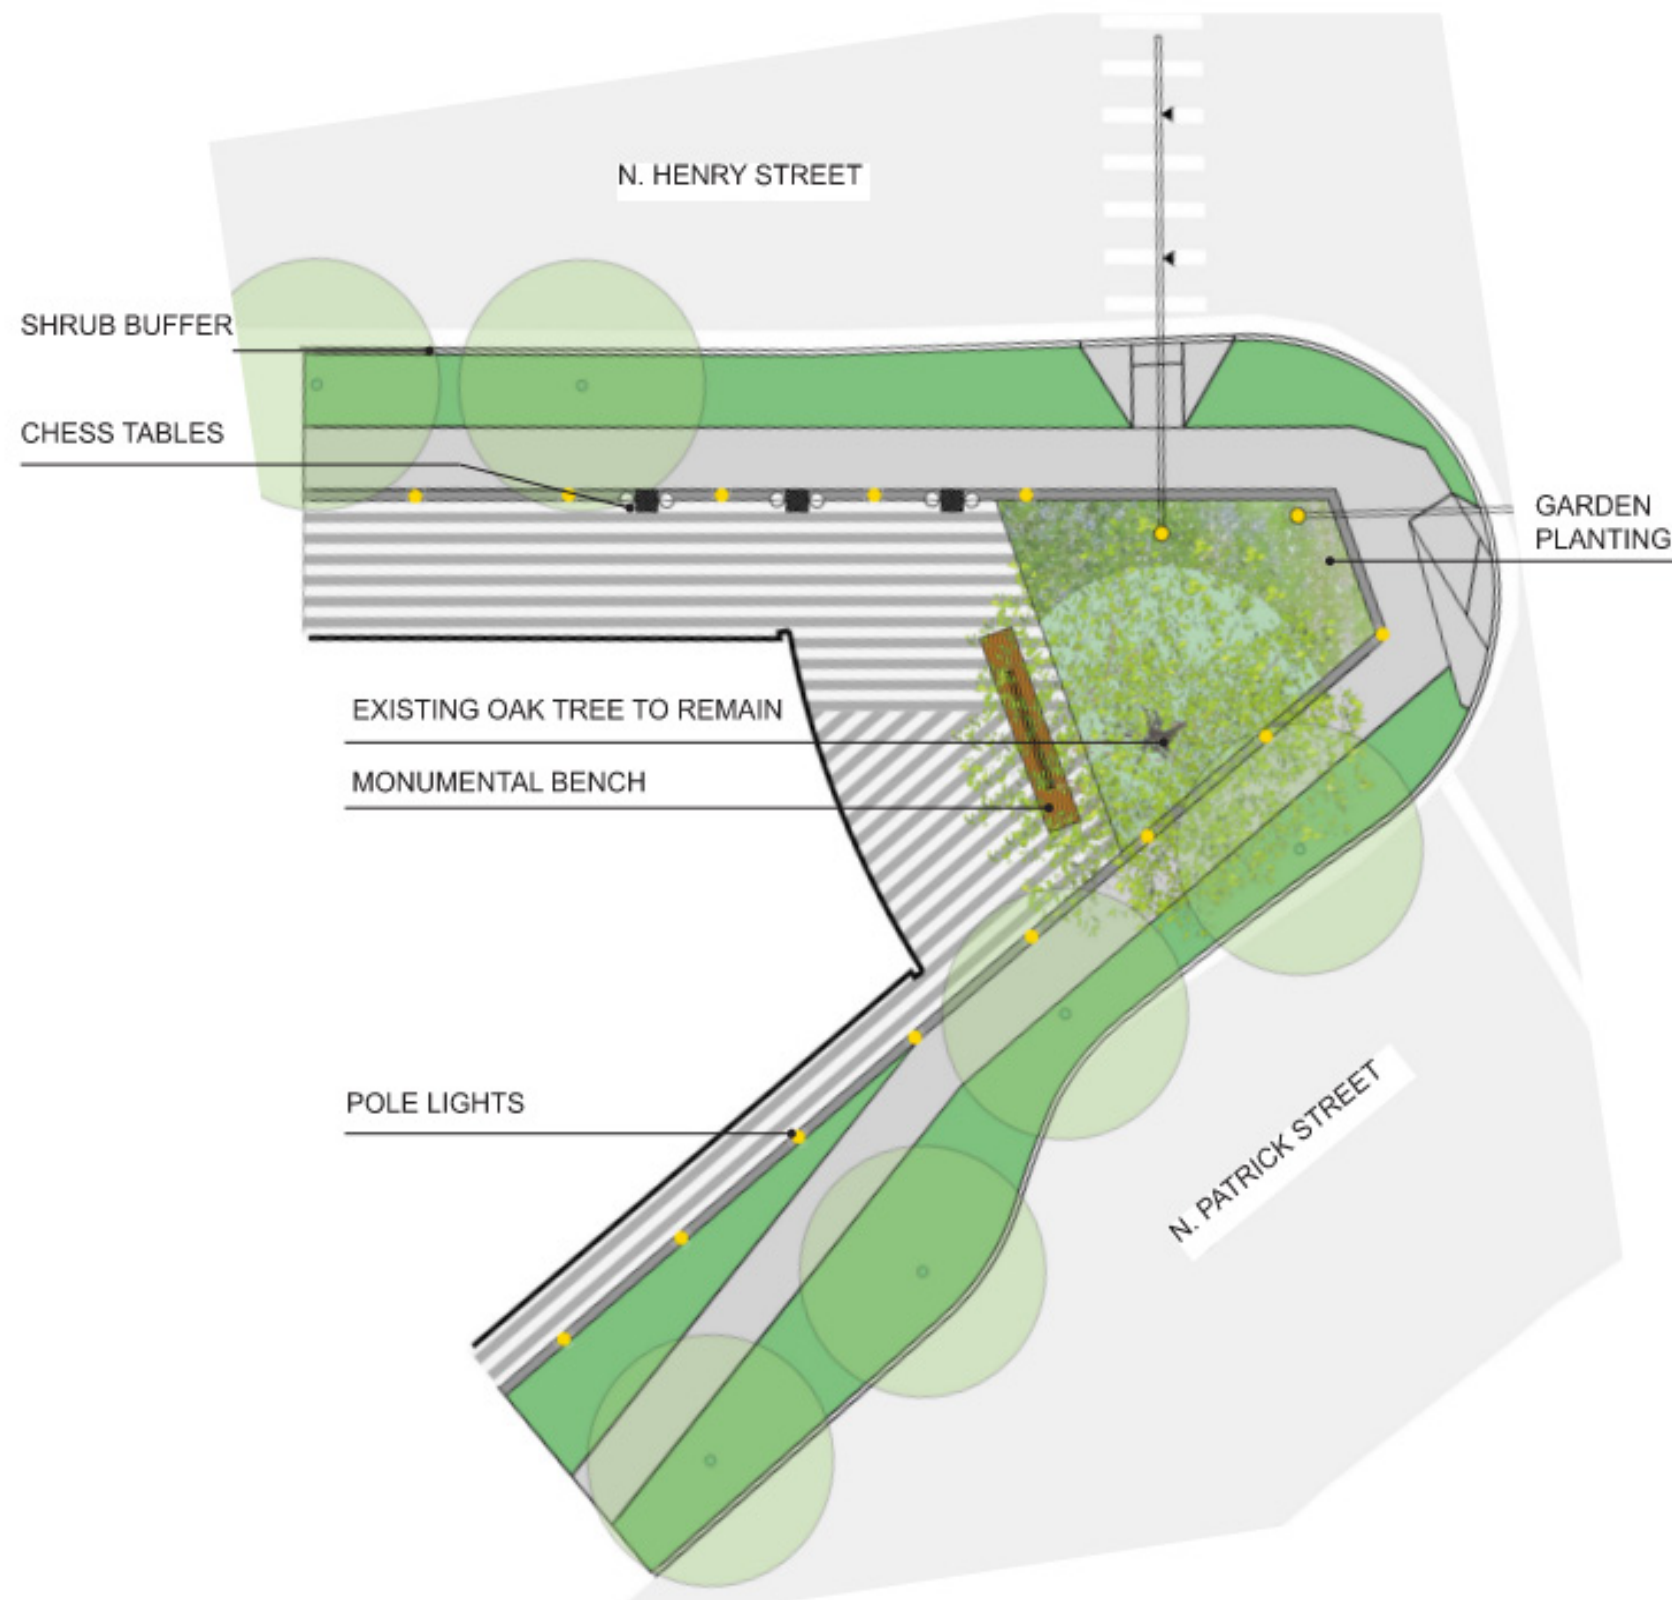 N. HENRY STREET
SHRUB BUFFER
CHESS TABLES
GARDEN
PLANTING
EXISTING OAK TREE TO REMAIN
MONUMENTAL BENCH
POLE LIGHTS
N. PATRICK STREET